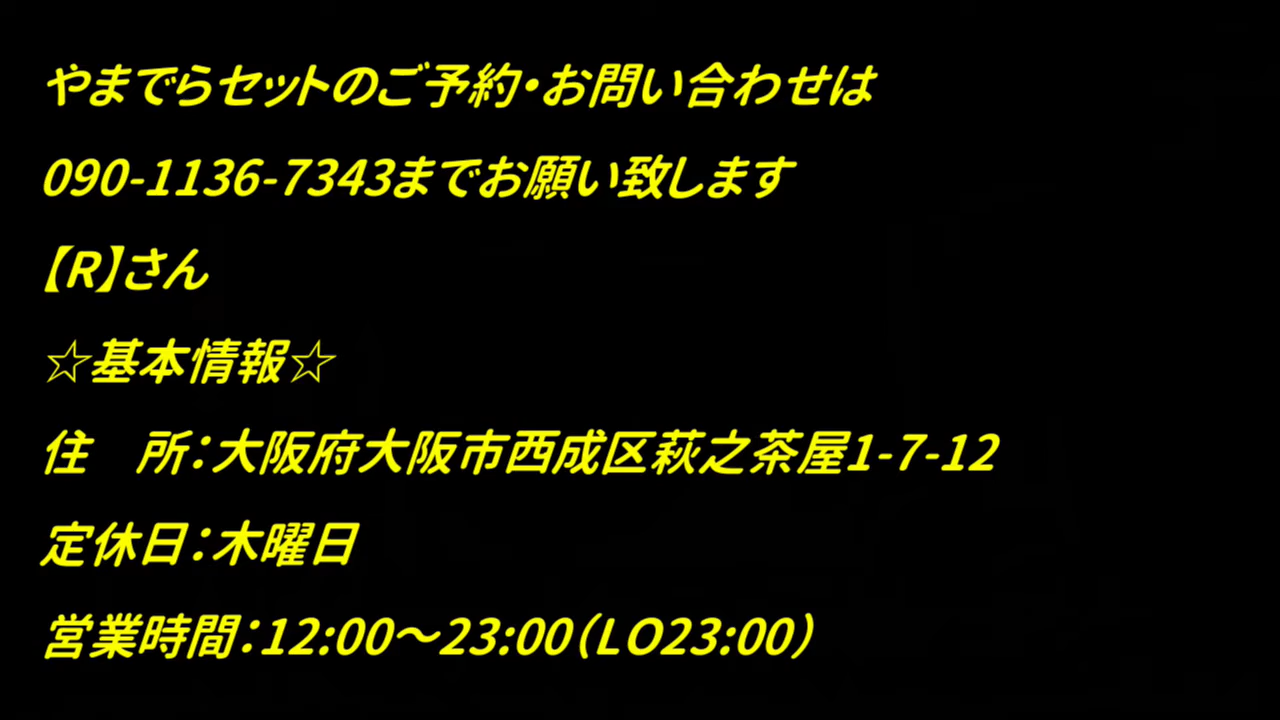 やまでらセットのご予約・お問い合わせは
090-1136-7343までお願い致します
【R】さん
☆基本情報☆
住　所：大阪府大阪市西成区萩之茶屋1-7-12
定休日：木曜日
営業時間：12:00～23:00（LO23:00）